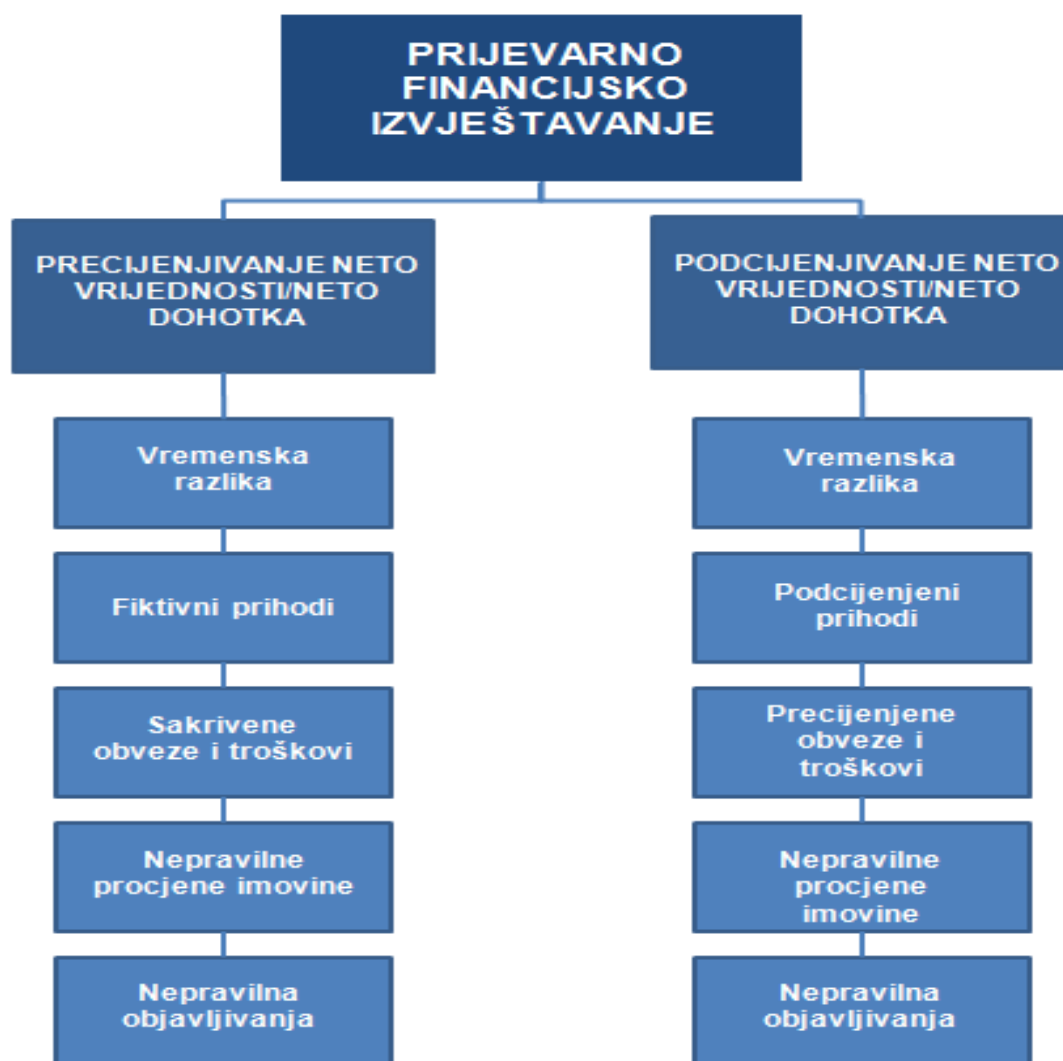 PRIJEVARNO
FINANCIJSKO
IZVJEŠTAVANJE
PRECIJENJIVANJE NETO
VRIJEDNOSTI/NETO
DOHOTKA
Vremenska
razlika
Fiktivni prihodi
Sakrivene
obveze i troškovi
Nepravilne
procjene imovine
Nepravilna
objavljivanja
PODCIJENJIVANJE NETO
VRIJEDNOSTI/NETO
DOHOTKA
Vremenska
razlika
Podcijenjeni
prihodi
Precijenjene
obveze i
troškovi
Nepravilne
procjene
imovine
Nepravilna
objavljivanja